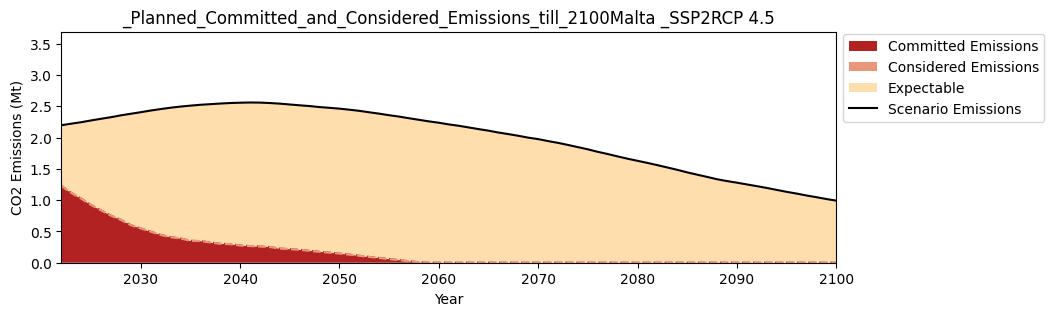 _Planned_Committed_and_Considered_Emissions_till_2100Malta _SSP2RCP 4.5
3.5
3.0
2.5
2.0
1.5
1.0
0.5
0.0
CO2 Emissions (Mt)
2030 2040 2050 2060 2070 2080 2090 2100
Year
Committed Emissions
Considered Emissions
Expectable
Scenario Emissions